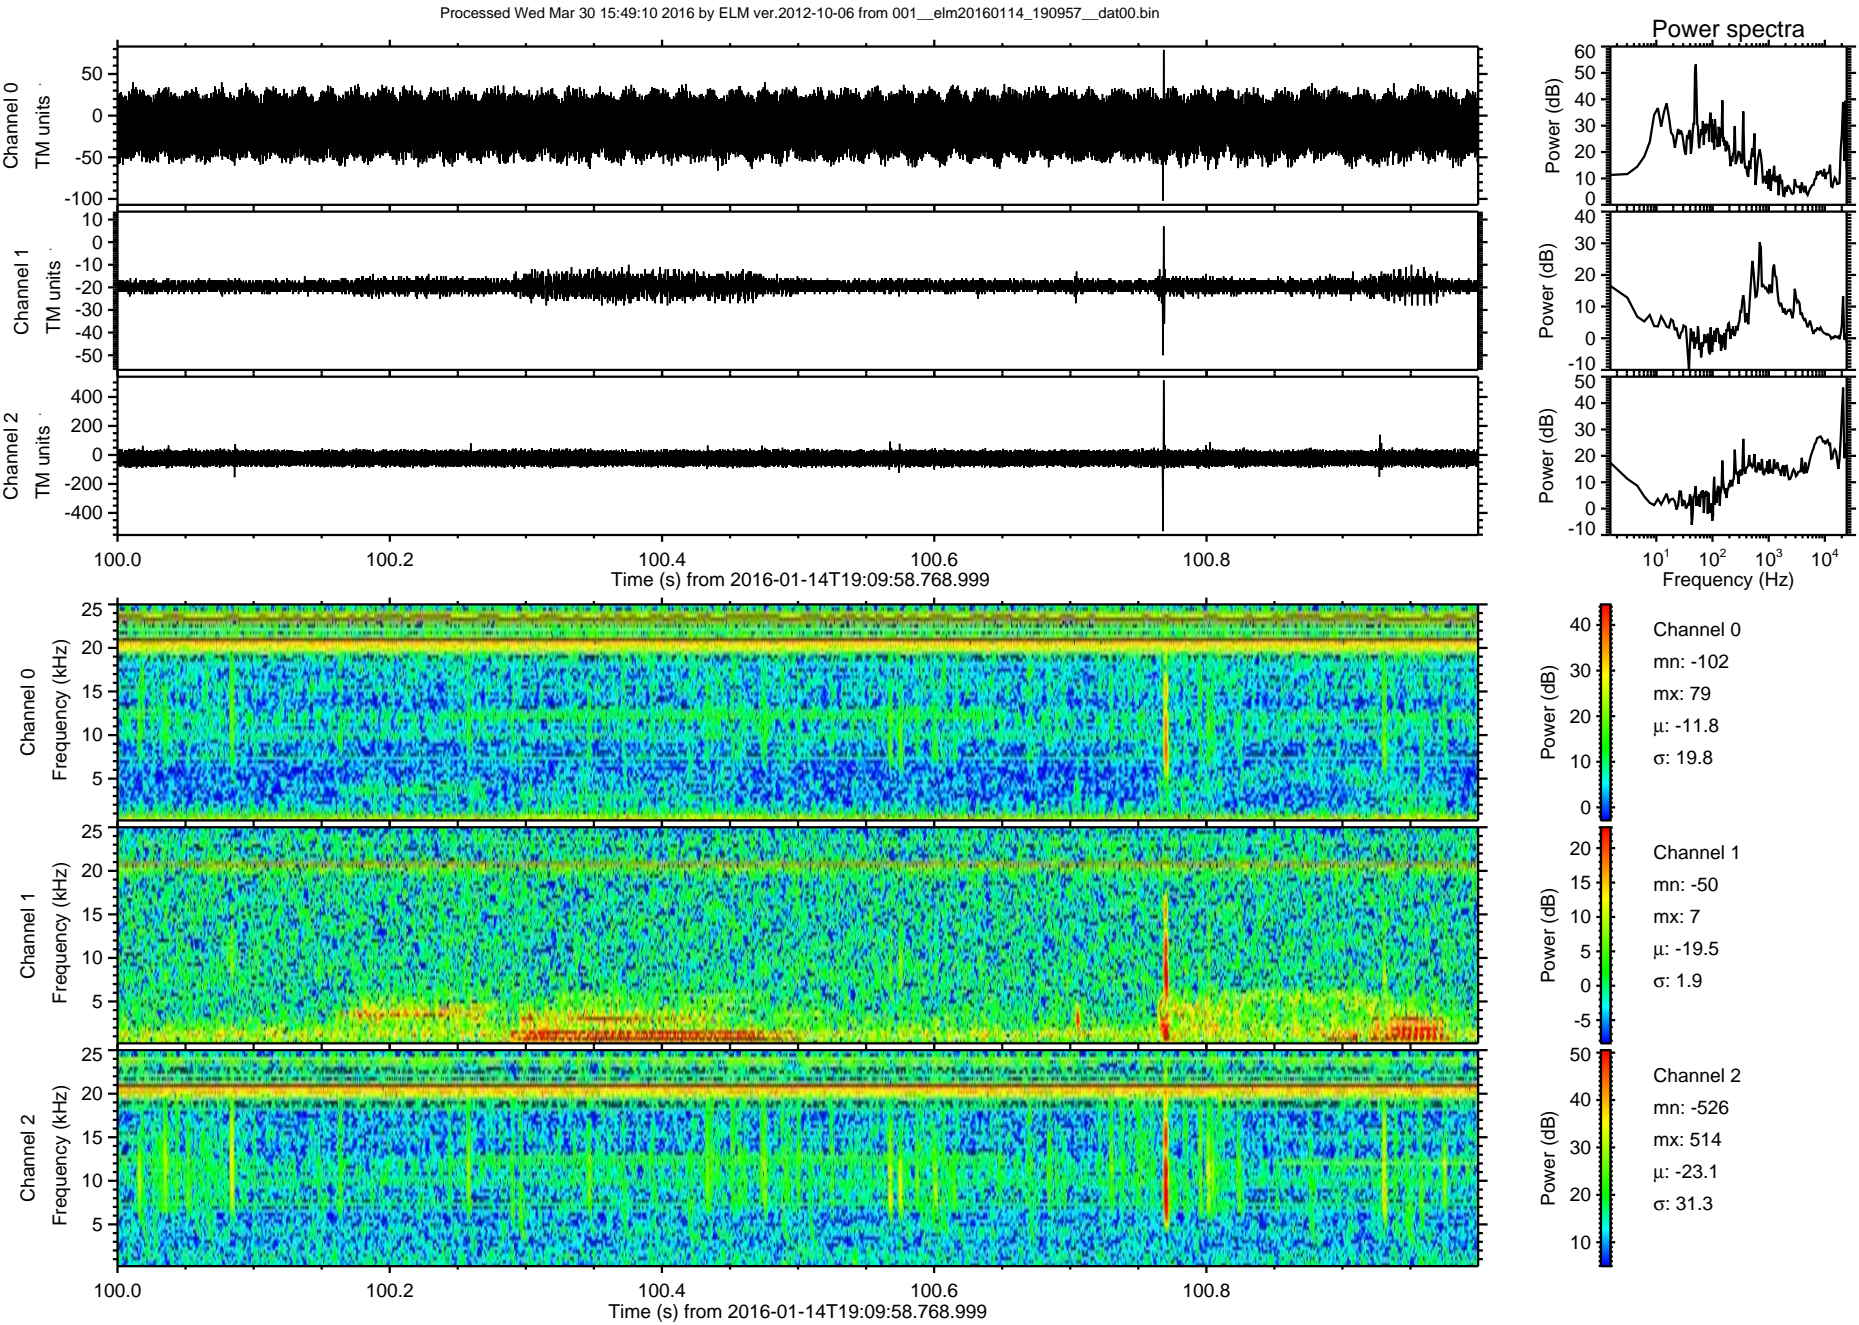 Processed Wed Mar 30 15:49:10 2016 by ELM ver.2012-10-06 from 001__elm20160114_190957__dat00.bin
Power spectra
Channel 0
TM units
50
0
-50
-100
Power (dB)
60
50
40
30
20
10
0
Channel 1
TM units
10
0
-10
-20
-30
-40
-50
Power (dB)
40
30
20
10
0
-10
Channel 2
TM units
400
200
0
-200
-400
Power (dB)
50
40
30
20
10
0
-10
100.0 100.2 100.4 100.6 100.8
Time (s) from 2016-01-14T19:09:58.768.999
10^1 10^2 10^3 10^4
Frequency (Hz)
Channel 0
Frequency (kHz)
25
20
15
10
5
Power (dB)
40
30
20
10
0
Channel 0
mn: -102
mx: 79
μ: -11.8
σ: 19.8
Channel 1
Frequency (kHz)
25
20
15
10
5
Power (dB)
20
15
10
5
0
-5
Channel 1
mn: -50
mx: 7
μ: -19.5
σ: 1.9
Channel 2
Frequency (kHz)
25
20
15
10
5
Power (dB)
50
40
30
20
10
Channel 2
mn: -526
mx: 514
μ: -23.1
σ: 31.3
100.0 100.2 100.4 100.6 100.8
Time (s) from 2016-01-14T19:09:58.768.999